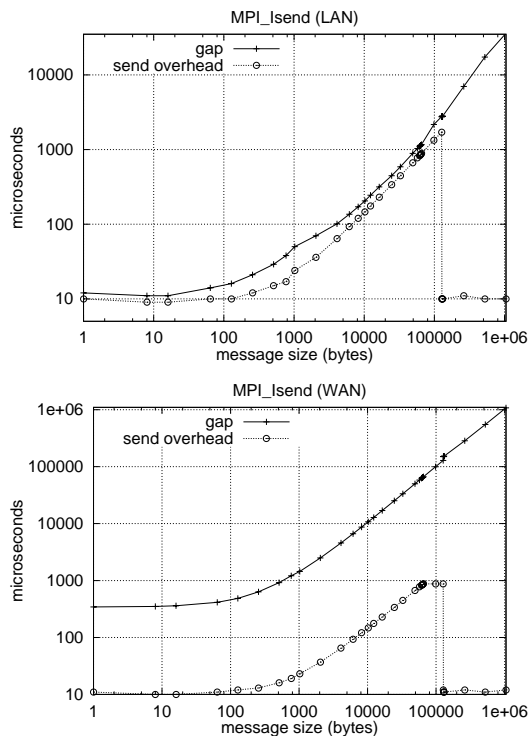 MPI_Isend (LAN)
gap
send overhead
10000
1000
100
10
microseconds
1 10 100 1000 10000 100000 1e+06
message size (bytes)
MPI_Isend (WAN)
gap
send overhead
1e+06
100000
10000
1000
100
10
microseconds
1 10 100 1000 10000 100000 1e+06
message size (bytes)